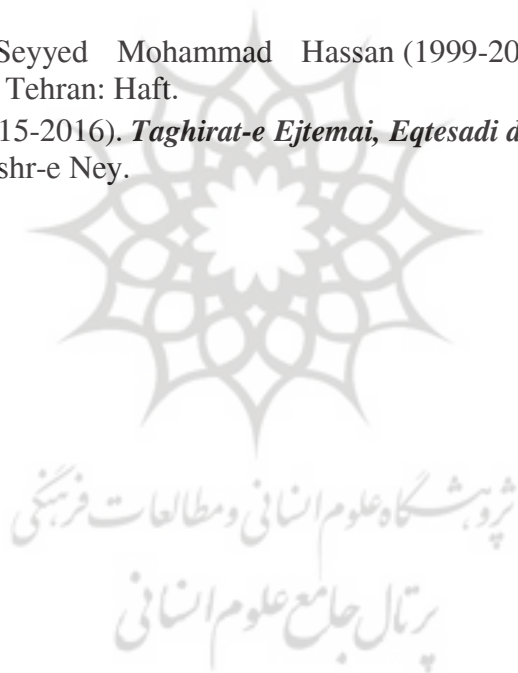 Seyyed Mohammad Hassan (1999-20
Tehran: Haft.
15-2016). Taghirat-e Ejtemai, Eqtesadi d
shr-e Ney.
پژوهشگاه علوم انسانی و مطالعات فرهنگی
پرتال جامع علوم انسانی